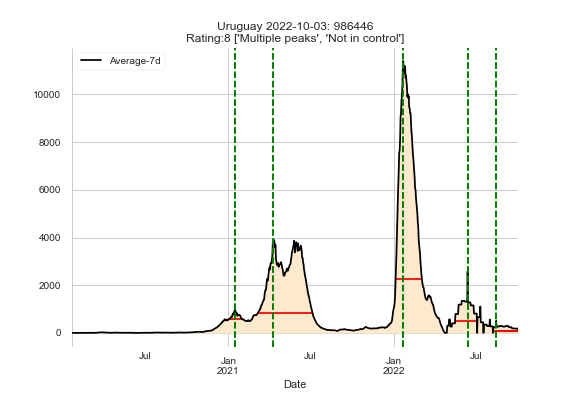 Uruguay 2022-10-03: 986446
Rating:8 ['Multiple peaks', 'Not in control']
Average-7d
10000
8000
6000
4000
2000
0
Jul
Jan
2021
Jul
Jan
2022
Jul
Date